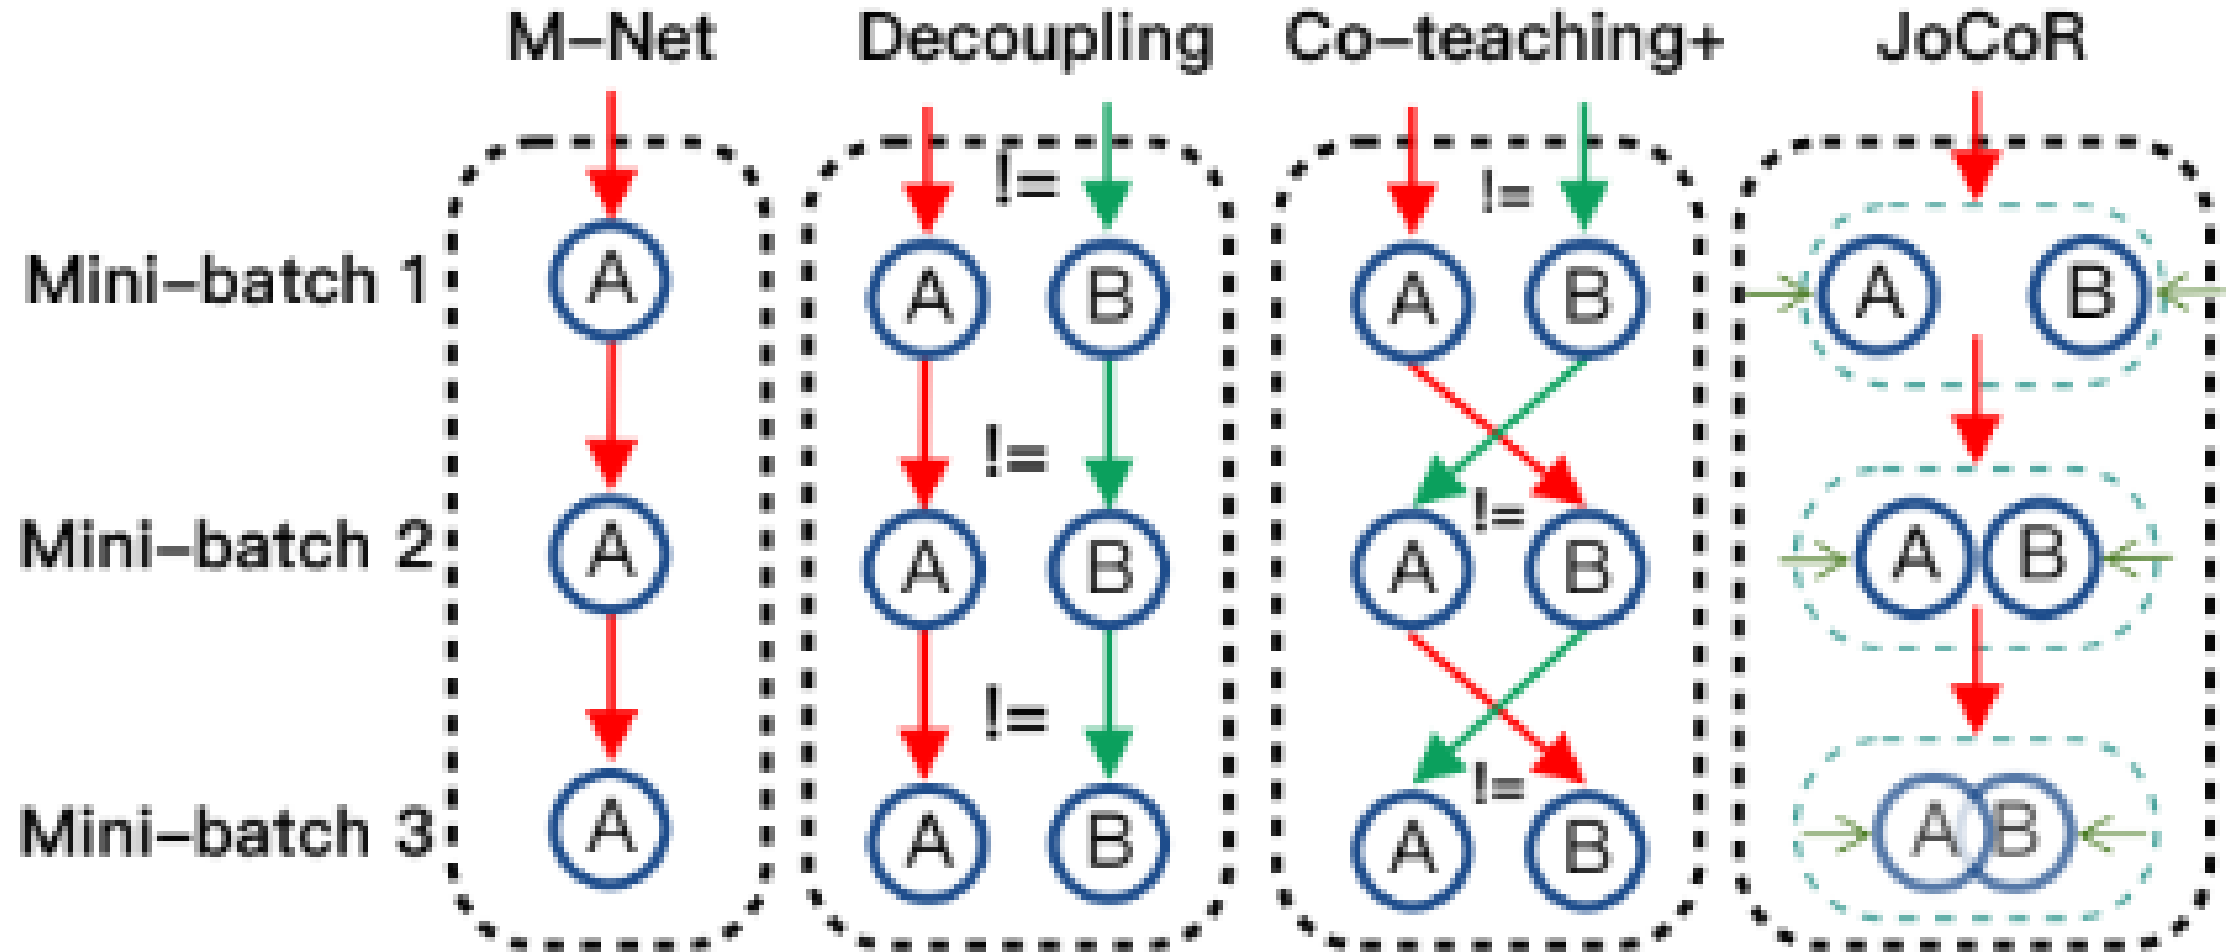 M-Net Decoupling Co-teaching+ JoCoR
!= !=
Mini-batch 1 A A B A B A B
!= !=
Mini-batch 2 A A B A B A B
!= !=
Mini-batch 3 A A B A B A B